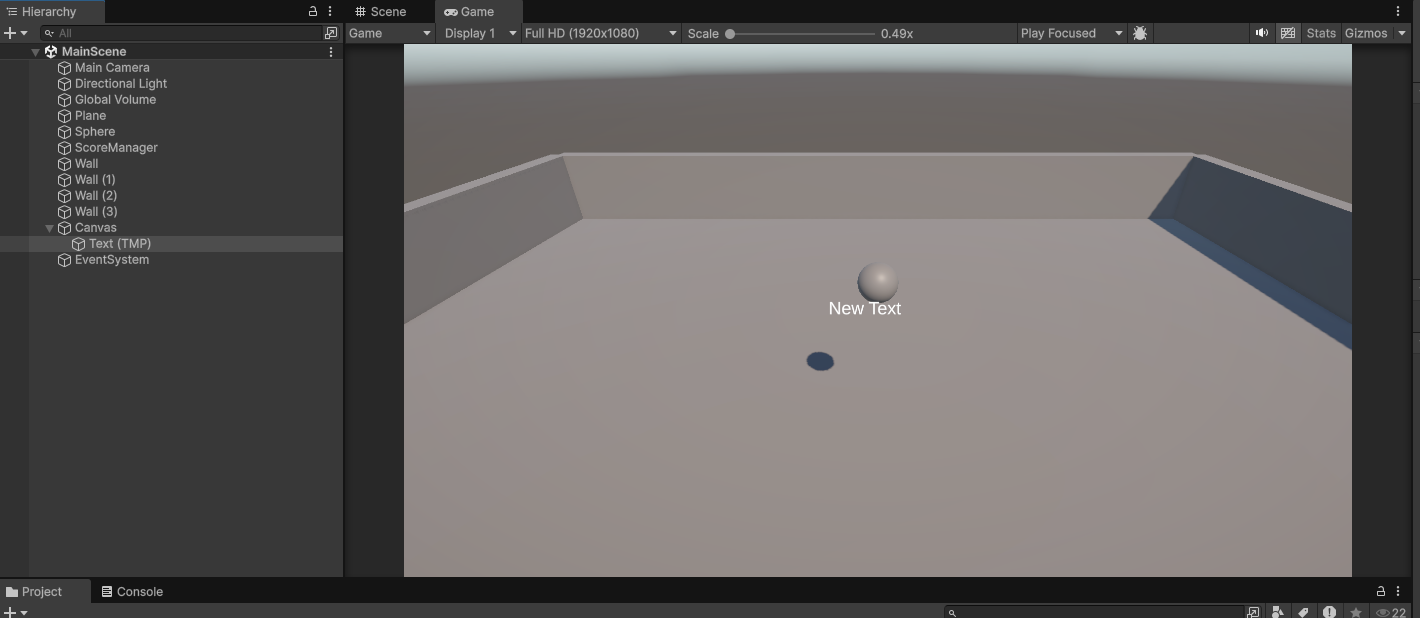 Hierarchy
Scene
Game
All
Game
Display 1
Full HD (1920x1080)
Scale
0.49x
Play Focused
Stats
Gizmos
MainScene
Main Camera
Directional Light
Global Volume
Plane
Sphere
ScoreManager
Wall
Wall (1)
Wall (2)
Wall (3)
Canvas
Text (TMP)
EventSystem
New Text
Project
Console
22